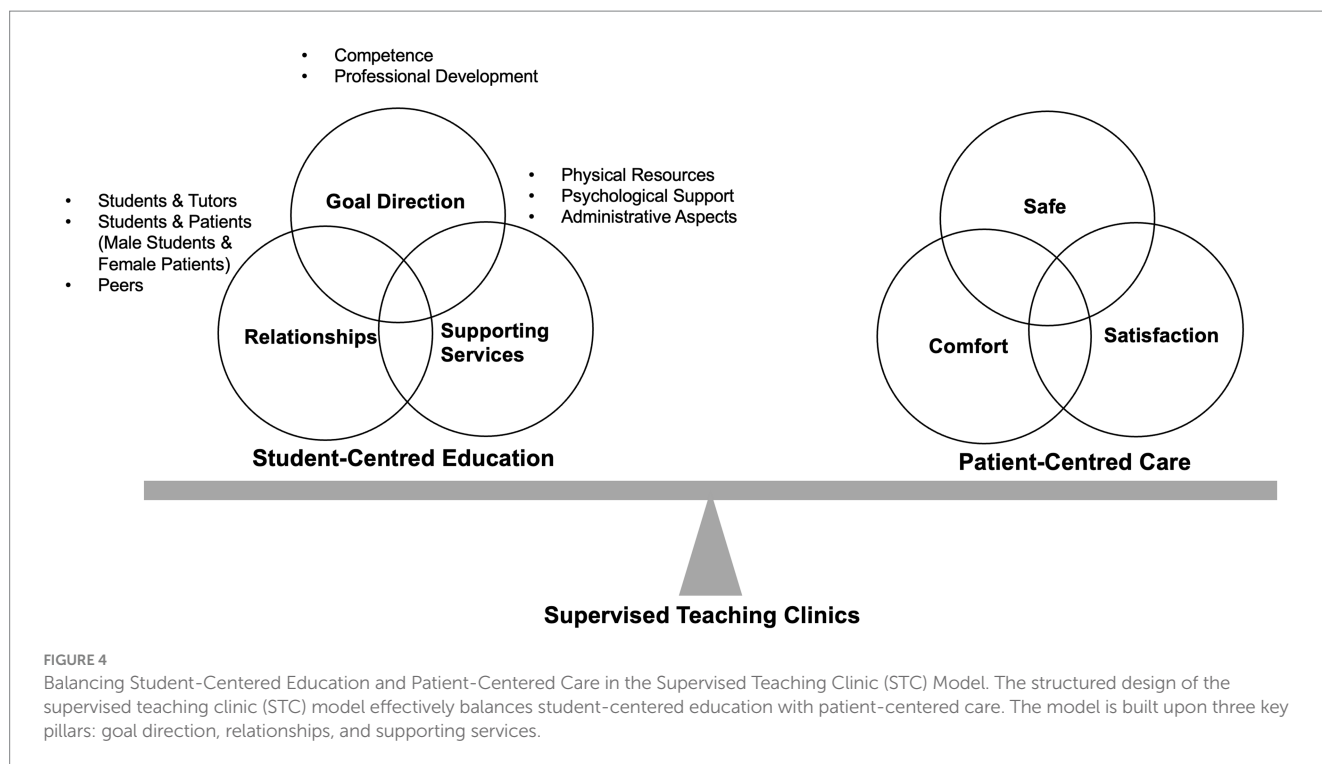 • Competence
• Professional Development
• Students & Tutors
• Students & Patients
(Male Students &
Female Patients)
• Peers
• Physical Resources
• Psychological Support
• Administrative Aspects
Goal Direction
Relationships
Supporting
Services
Student-Centred Education
Safe
Comfort
Satisfaction
Patient-Centred Care
Supervised Teaching Clinics
FIGURE 4
Balancing Student-Centered Education and Patient-Centered Care in the Supervised Teaching Clinic (STC) Model. The structured design of the
supervised teaching clinic (STC) model effectively balances student-centered education with patient-centered care. The model is built upon three key
pillars: goal direction, relationships, and supporting services.